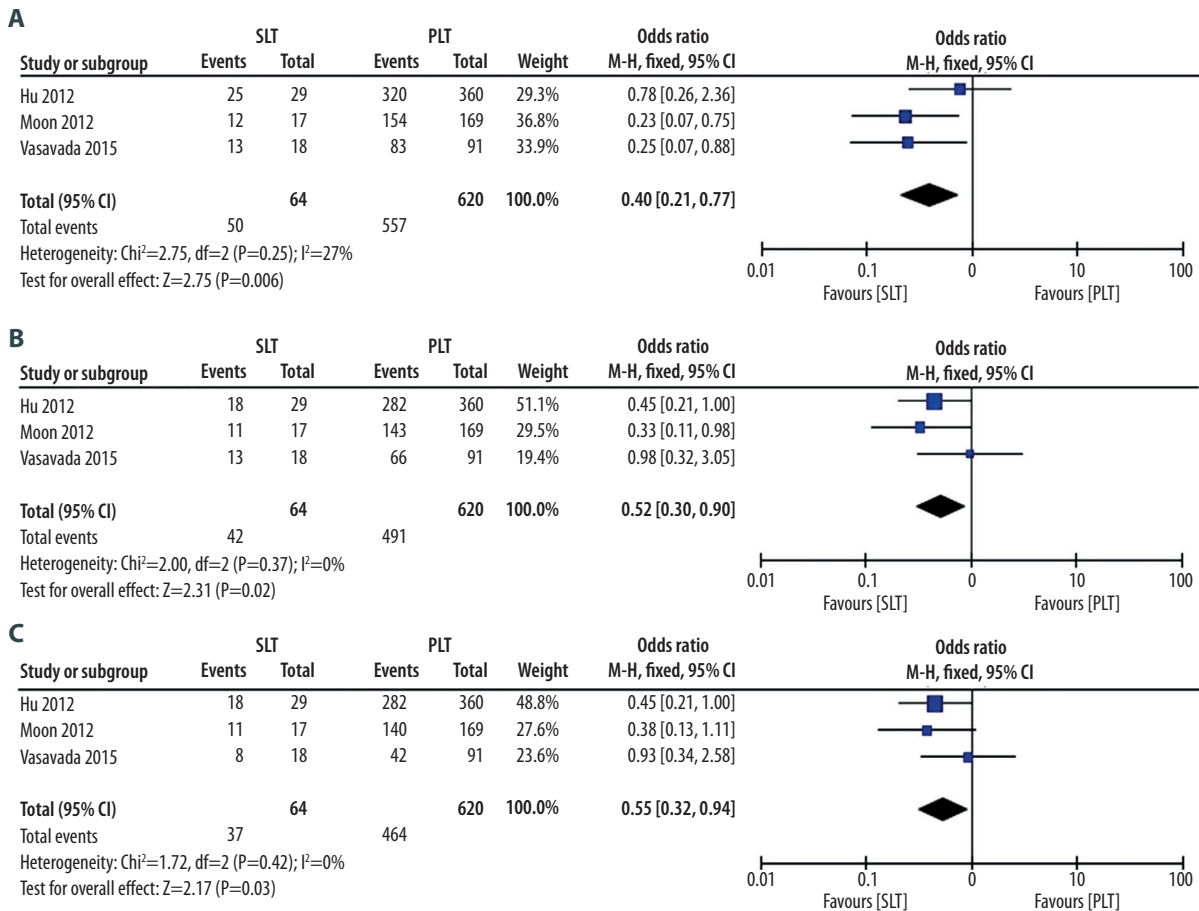 A
SLT PLT Odds ratio Odds ratio
Study or subgroup Events Total Events Total Weight M-H, fixed, 95% CI M-H, fixed, 95% CI
Hu 2012 25 29 320 360 29.3% 0.78 [0.26, 2.36]
Moon 2012 12 17 154 169 36.8% 0.23 [0.07, 0.75]
Vasavada 2015 13 18 83 91 33.9% 0.25 [0.07, 0.88]
Total (95% CI) 64 620 100.0% 0.40 [0.21, 0.77]
Total events 50 557
Heterogeneity: Chi²=2.75, df=2 (P=0.25); I²=27%
Test for overall effect: Z=2.75 (P=0.006)
0.01 0.1 0 10 100
Favours [SLT] Favours [PLT]
B
SLT PLT Odds ratio Odds ratio
Study or subgroup Events Total Events Total Weight M-H, fixed, 95% CI M-H, fixed, 95% CI
Hu 2012 18 29 282 360 51.1% 0.45 [0.21, 1.00]
Moon 2012 11 17 143 169 29.5% 0.33 [0.11, 0.98]
Vasavada 2015 13 18 66 91 19.4% 0.98 [0.32, 3.05]
Total (95% CI) 64 620 100.0% 0.52 [0.30, 0.90]
Total events 42 491
Heterogeneity: Chi²=2.00, df=2 (P=0.37); I²=0%
Test for overall effect: Z=2.31 (P=0.02)
0.01 0.1 0 10 100
Favours [SLT] Favours [PLT]
C
SLT PLT Odds ratio Odds ratio
Study or subgroup Events Total Events Total Weight M-H, fixed, 95% CI M-H, fixed, 95% CI
Hu 2012 18 29 282 360 48.8% 0.45 [0.21, 1.00]
Moon 2012 11 17 140 169 27.6% 0.38 [0.13, 1.11]
Vasavada 2015 8 18 42 91 23.6% 0.93 [0.34, 2.58]
Total (95% CI) 64 620 100.0% 0.55 [0.32, 0.94]
Total events 37 464
Heterogeneity: Chi²=1.72, df=2 (P=0.42); I²=0%
Test for overall effect: Z=2.17 (P=0.03)
0.01 0.1 0 10 100
Favours [SLT] Favours [PLT]